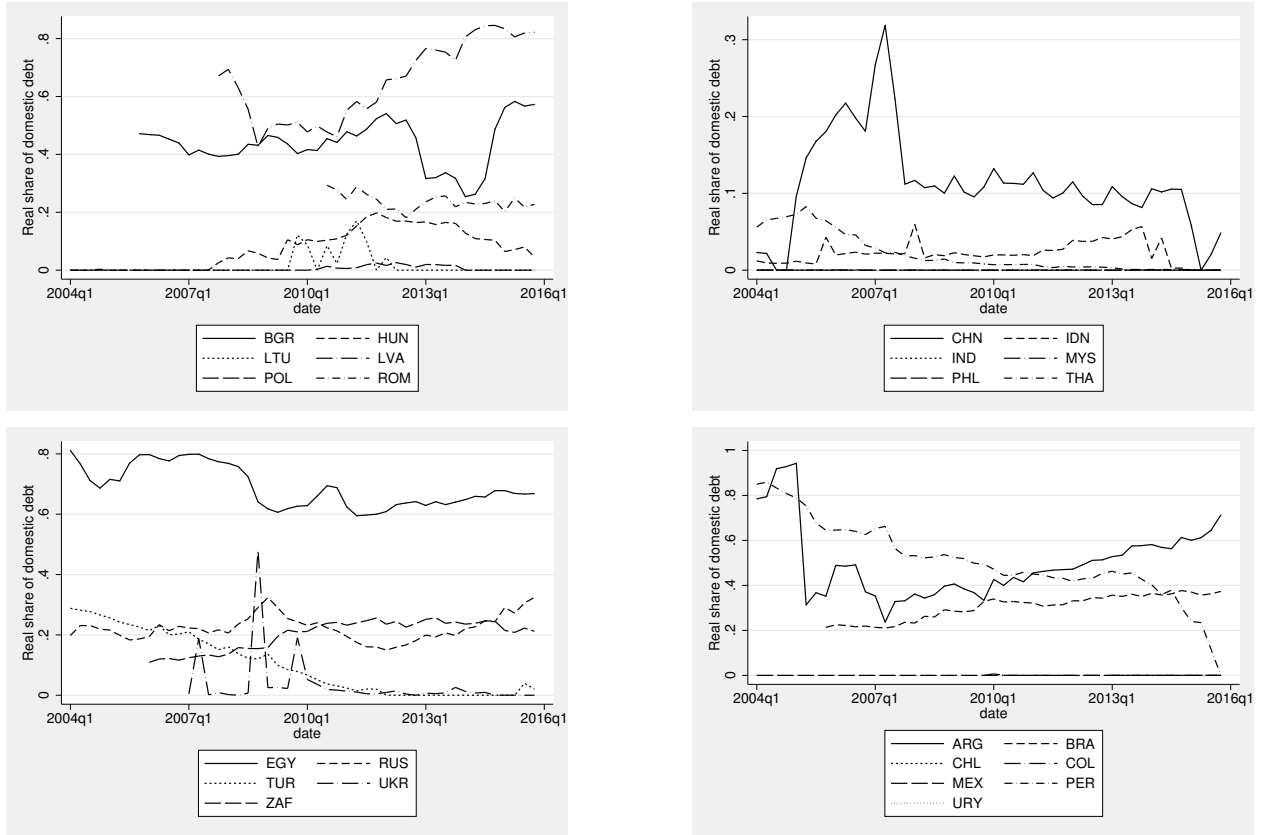 Real share of domestic debt
.8
.6
.4
.2
0
2004q1 2007q1 2010q1 2013q1 2016q1
date
BGR HUN
LTU LVA
POL ROM
Real share of domestic debt
.3
.2
.1
0
2004q1 2007q1 2010q1 2013q1 2016q1
date
CHN IDN
IND MYS
PHL THA
Real share of domestic debt
.8
.6
.4
.2
0
2004q1 2007q1 2010q1 2013q1 2016q1
date
EGY RUS
TUR UKR
ZAF
Real share of domestic debt
1
.8
.6
.4
.2
0
2004q1 2007q1 2010q1 2013q1 2016q1
date
ARG BRA
CHL COL
MEX PER
URY